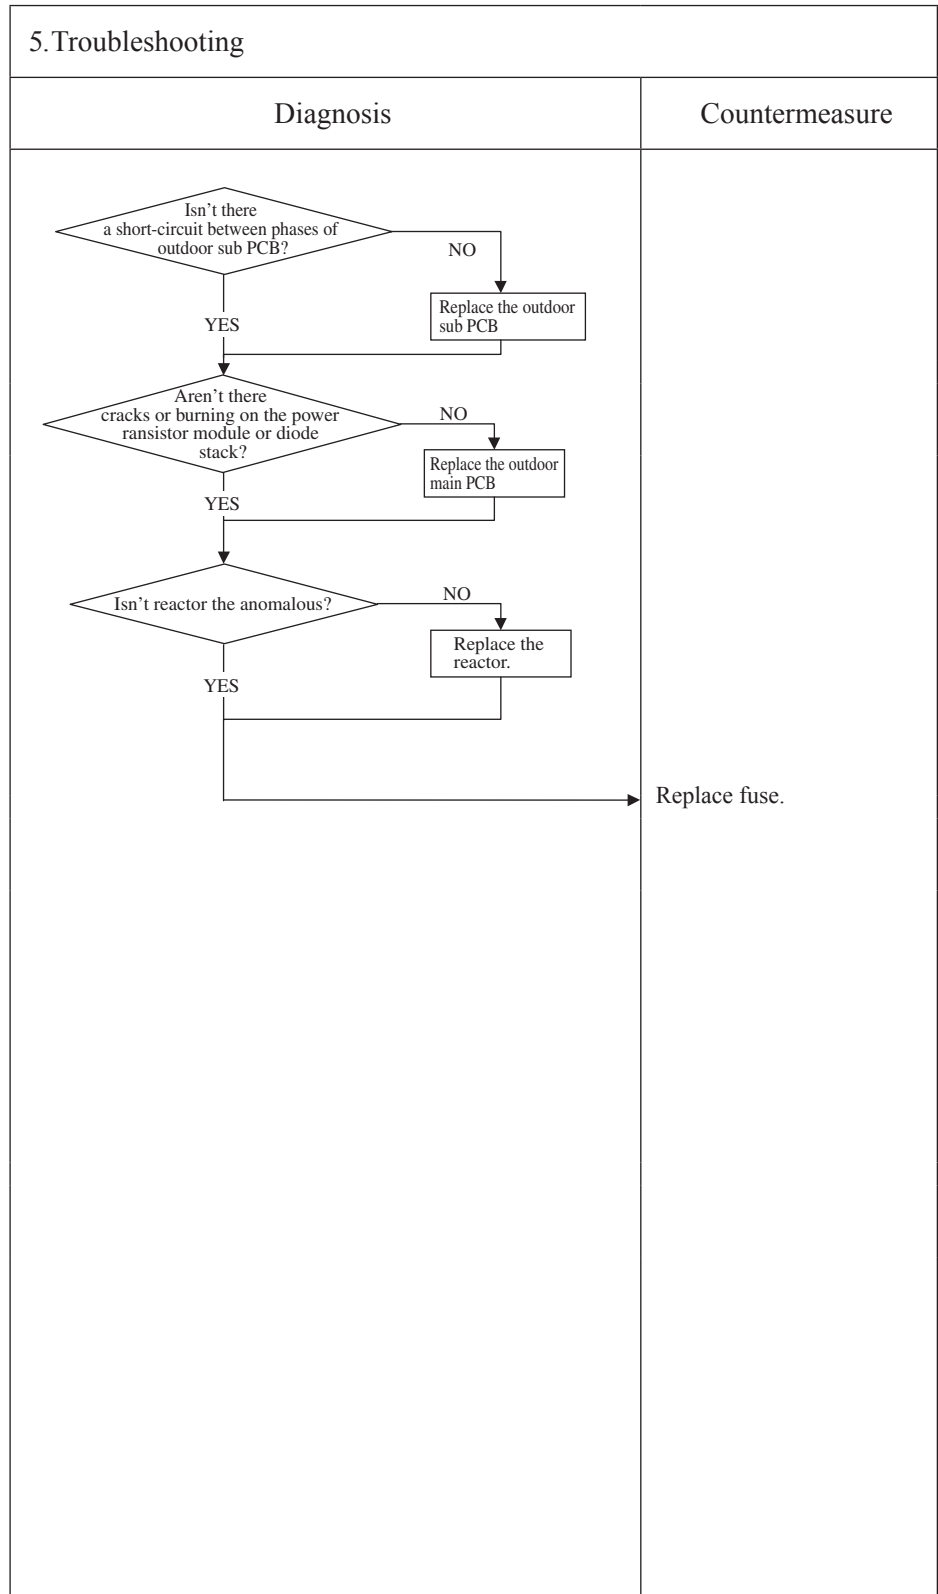 5.Troubleshooting
Diagnosis
Countermeasure
Isn't there
a short-circuit between phases of
outdoor sub PCB?
NO
Replace the outdoor
sub PCB
YES
Aren't there
cracks or burning on the power
ransistor module or diode
stack?
NO
Replace the outdoor
main PCB
YES
Isn't reactor the anomalous?
NO
Replace the
reactor.
YES
Replace fuse.